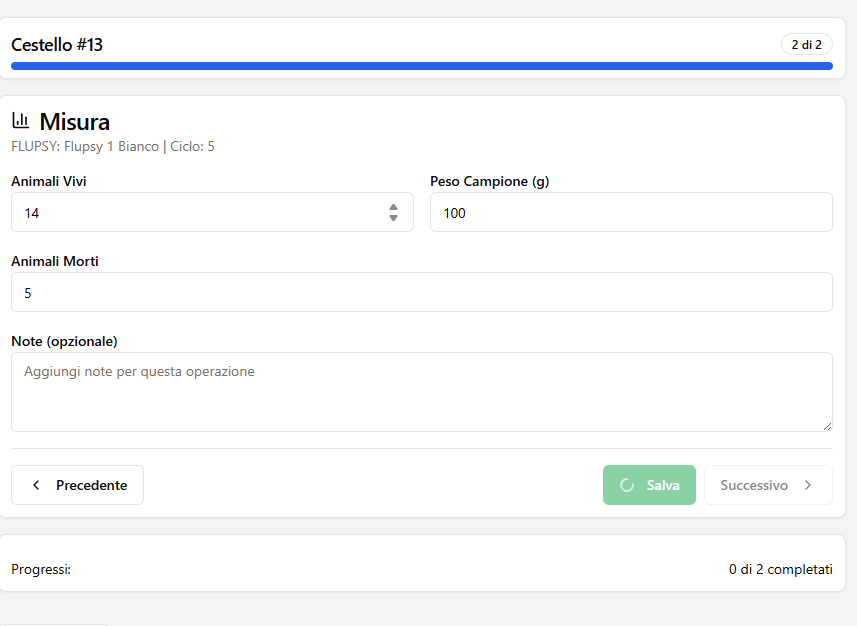 Cestello #13
2 di 2
Misura
FLUPSY: Flupsy 1 Bianco | Ciclo: 5
Animali Vivi
Peso Campione (g)
14
100
Animali Morti
5
Note (opzionale)
Aggiungi note per questa operazione
Precedente
Salva
Successivo
Progressi:
0 di 2 completati